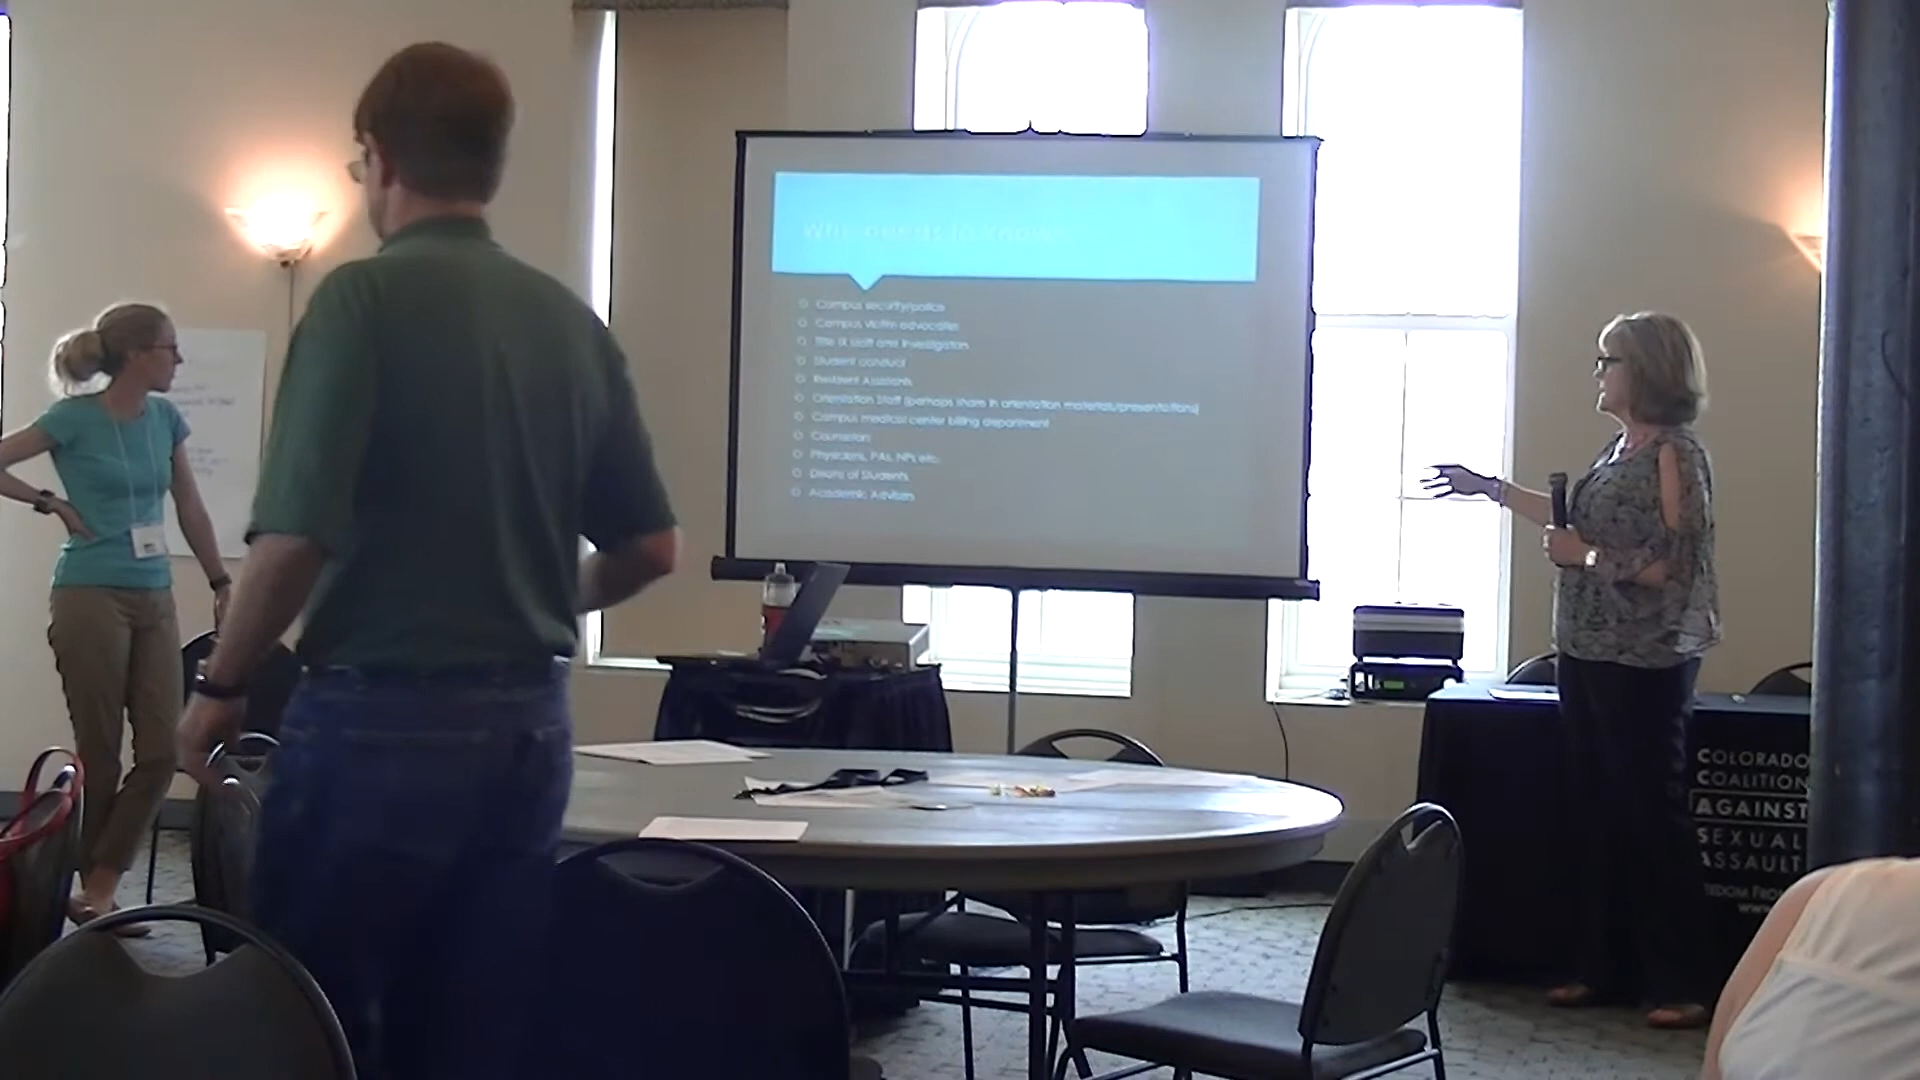 Who needs to know?
Campus security/police
Campus victim advocates
Title IX staff and investigators
Student conduct
Resident Assistants
Orientation Staff (perhaps share in orientation materials/presentations)
Campus medical center billing department
Counselors
Physicians, PAs, NPs etc.
Deans of Students
Academic Advisors
COLORADO
COALITION
AGAINST
SEXUAL
ASSAULT
www